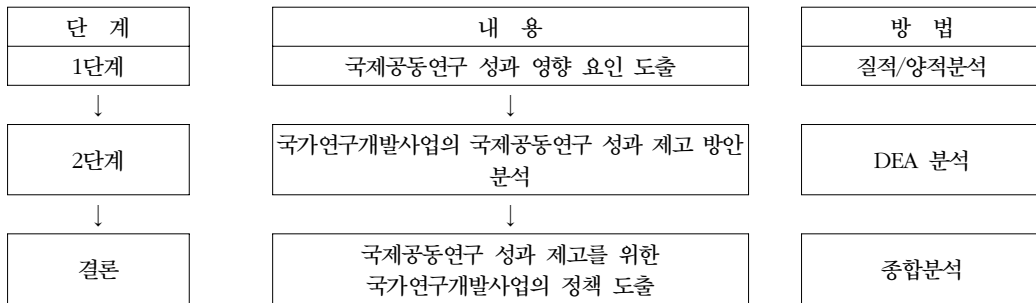 단 계
내 용
방 법
1단계
국제공동연구 성과 영향 요인 도출
질적/양적분석
↓
↓
2단계
국가연구개발사업의 국제공동연구 성과 제고 방안
분석
DEA 분석
↓
↓
결론
국제공동연구 성과 제고를 위한
국가연구개발사업의 정책 도출
종합분석